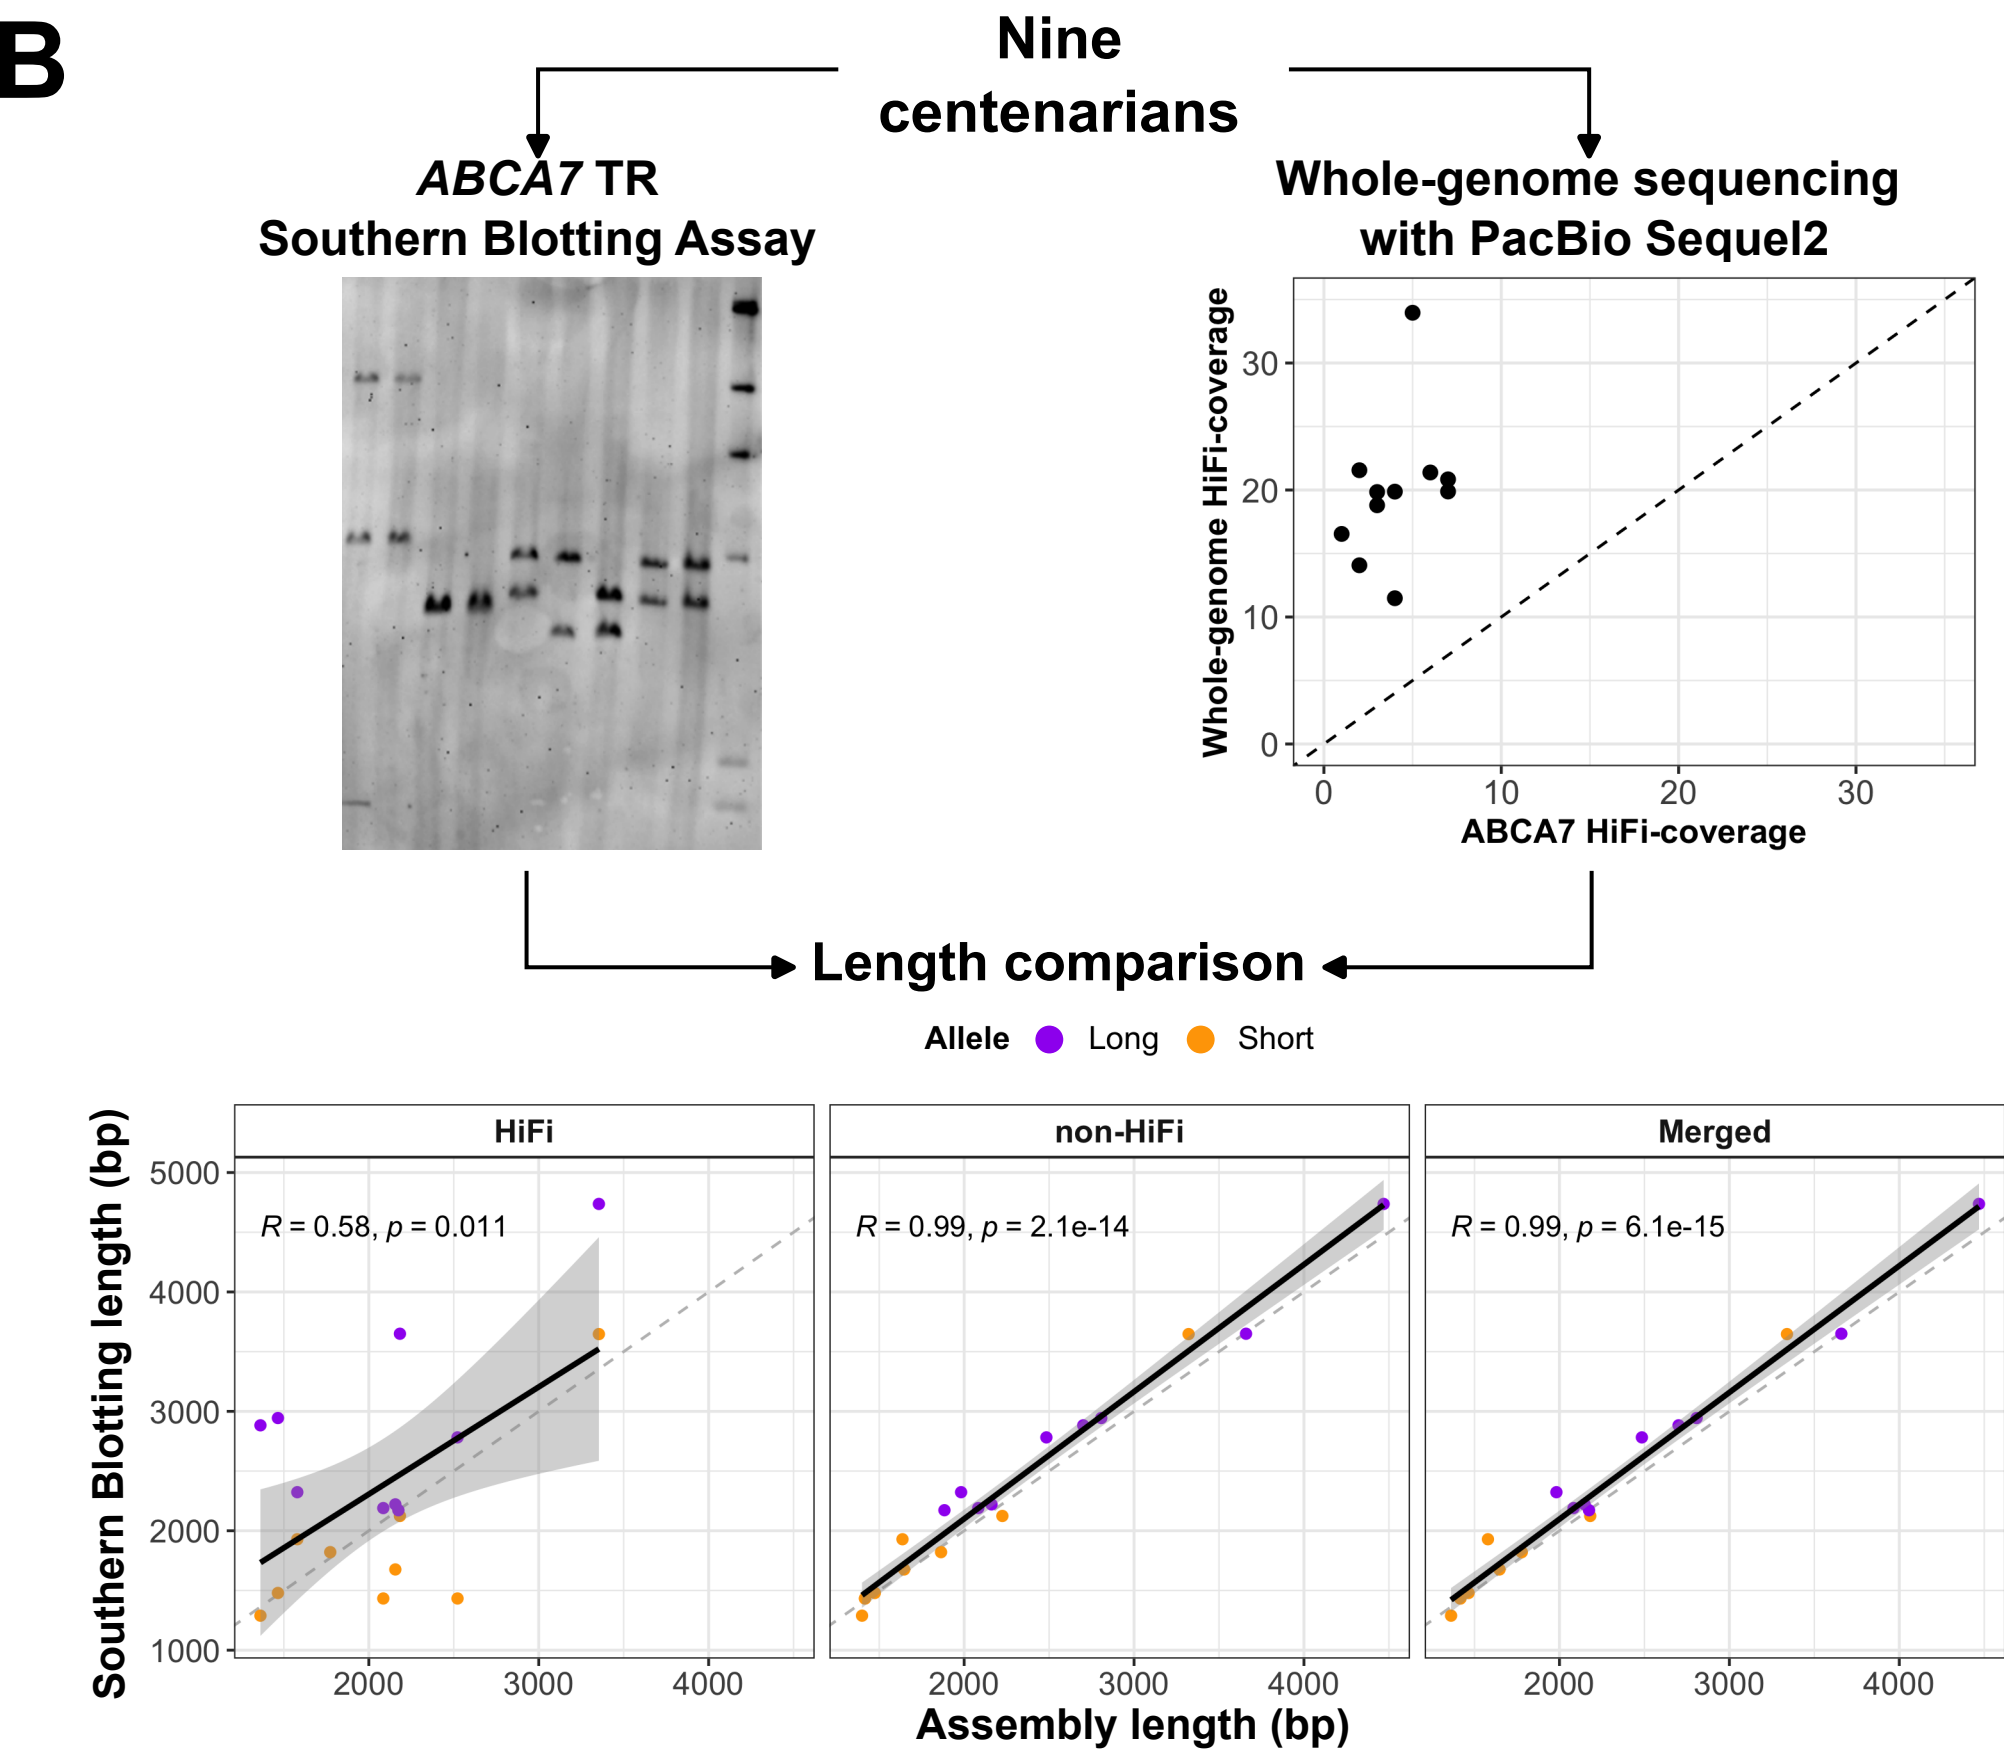 B
Nine
centenarians
ABCA7 TR
Southern Blotting Assay
Whole-genome sequencing
with PacBio Sequel2
Whole-genome HiFi-coverage
30
20
10
0
0 10 20 30
ABCA7 HiFi-coverage
Length comparison
Allele Long Short
Southern Blotting length (bp)
HiFi non-HiFi Merged
5000
4000
3000
2000
1000
R = 0.58, p = 0.011
R = 0.99, p = 2.1e-14
R = 0.99, p = 6.1e-15
2000 3000 4000 2000 3000 4000 2000 3000 4000
Assembly length (bp)